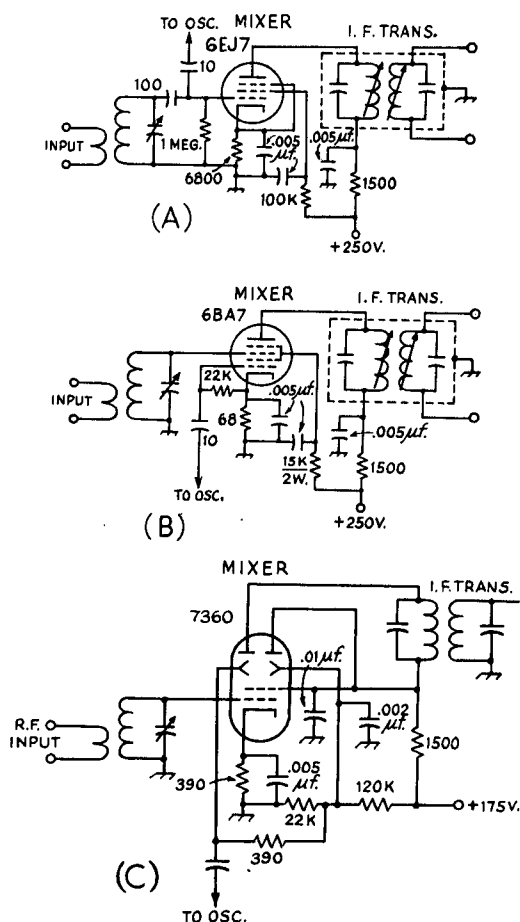 TO OSC.
MIXER
6EJ7
I. F. TRANS.
10
100
INPUT
1 MEG.
.005
µf.
.005µf.
6800
1500
100K
(A)
+250V.
MIXER
6BA7
I.F. TRANS.
22K
.005µf.
INPUT
68
10
.005µf.
15K
2W.
1500
TO OSC.
(B)
+250V.
MIXER
I.F. TRANS.
7360
.01µf.
R.F.
INPUT
.002
µf.
1500
390
.005
µf.
22K
120K
+175V.
390
(C)
TO OSC.